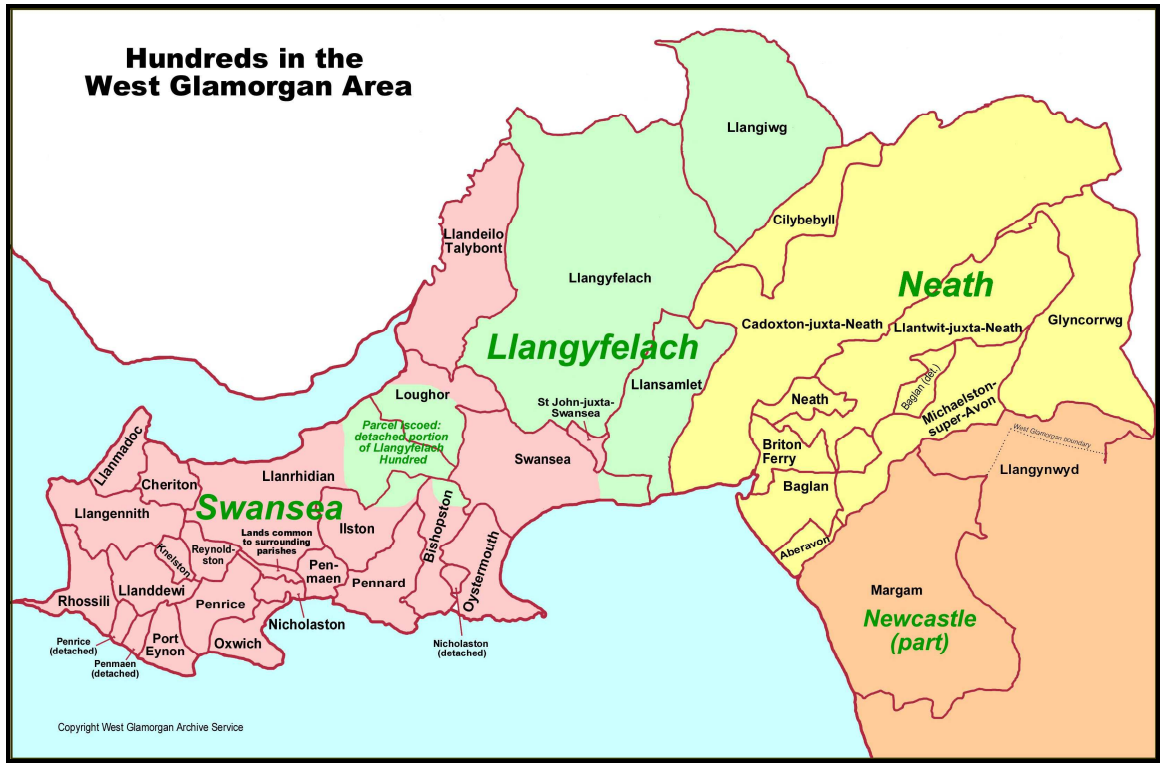 Hundreds in the
West Glamorgan Area
Llangiwg
Cilybebyll
Llandeilo
Talybont
Llangyfelach
Neath
Cadoxton-juxta-Neath
Llantwit-juxta-Neath
Glyncorrwg
Llangyfelach
Llansamlet
Baglan (det.)
Loughor
St John-juxta-
Swansea
Neath
Michaelston-
super-Avon
Parcel Iscoed:
detached portion
of Llangyfelach
Hundred
West Glamorgan boundary
Llanmadoc
Cheriton
Llanrhidian
Swansea
Briton
Ferry
Llangynwyd
Baglan
Llangennith
Swansea
Ilston
Bishopston
Lands common
to surrounding
parishes
Knelston
Reynold-
ston
Aberavon
Pen-
maen
Pennard
Oystermouth
Llanddewi
Rhossili
Penrice
Margam
Nicholaston
Newcastle
(part)
Port
Eynon
Oxwich
Penrice
(detached)
Nicholaston
(detached)
Penmaen
(detached)
Copyright West Glamorgan Archive Service